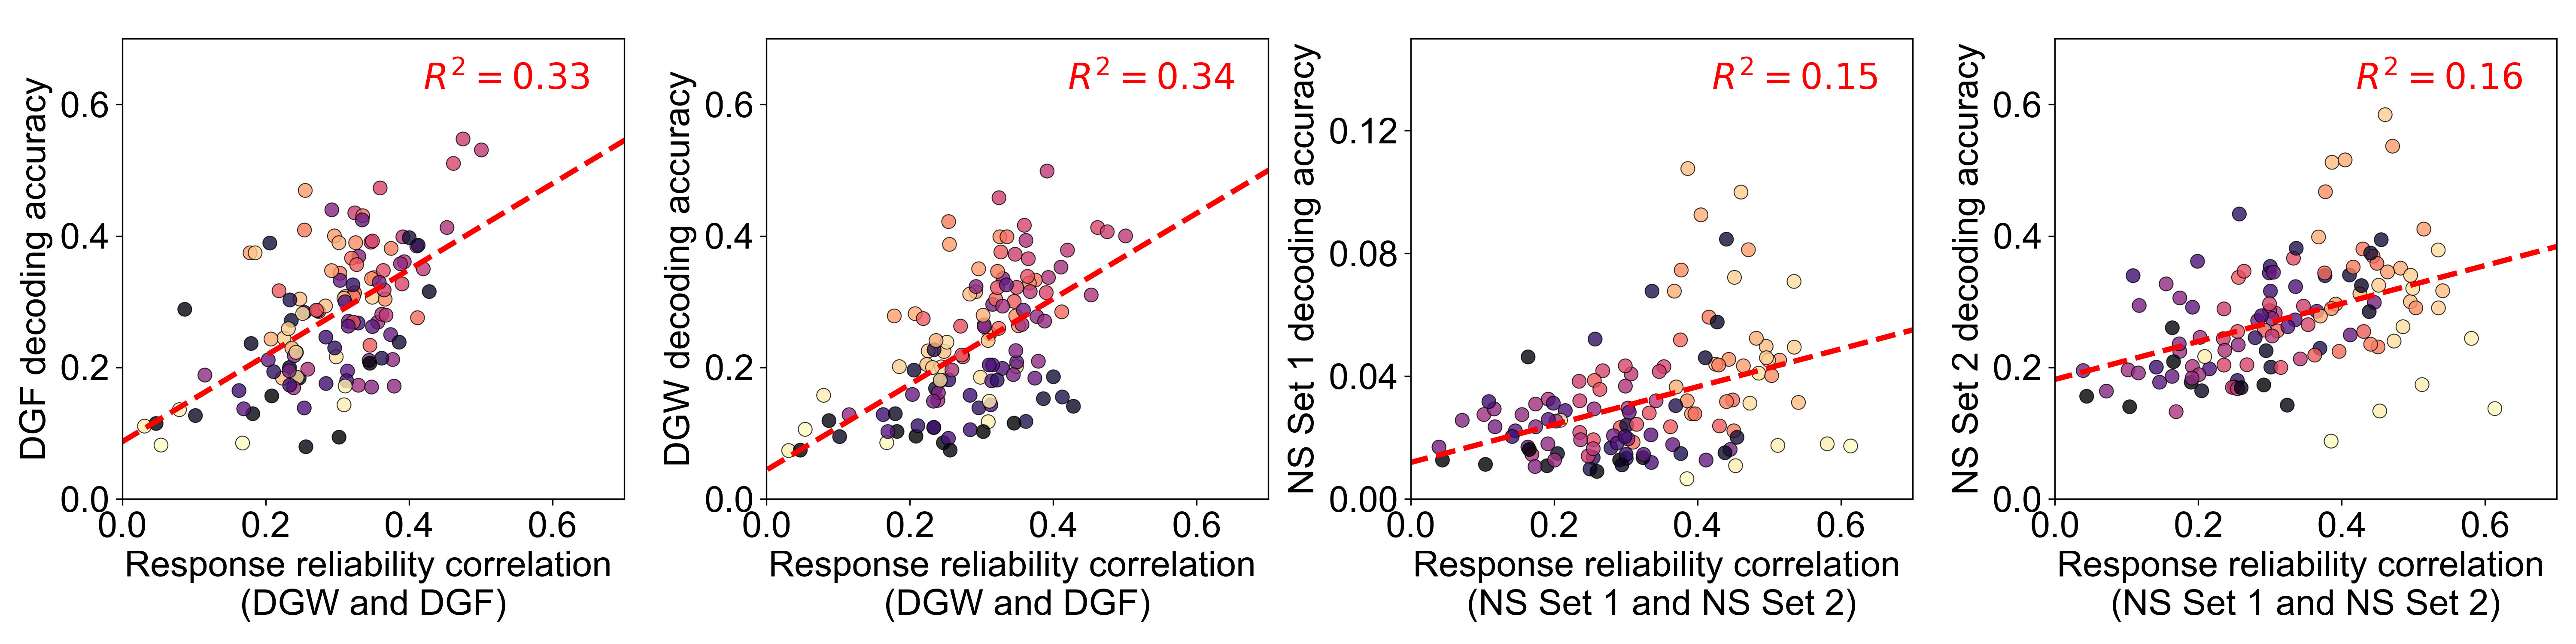 DGF decoding accuracy
0.6
0.4
0.2
0.0
R² = 0.33
0.0 0.2 0.4 0.6
Response reliability correlation
(DGW and DGF)
DGW decoding accuracy
0.6
0.4
0.2
0.0
R² = 0.34
0.0 0.2 0.4 0.6
Response reliability correlation
(DGW and DGF)
NS Set 1 decoding accuracy
0.12
0.08
0.04
0.00
R² = 0.15
0.0 0.2 0.4 0.6
Response reliability correlation
(NS Set 1 and NS Set 2)
NS Set 2 decoding accuracy
0.6
0.4
0.2
0.0
R² = 0.16
0.0 0.2 0.4 0.6
Response reliability correlation
(NS Set 1 and NS Set 2)